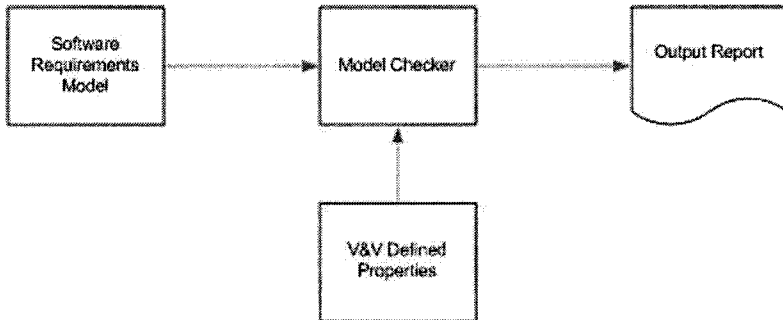 Software
Requirements
Model
Model Checker
Output Report
V&V Defined
Properties